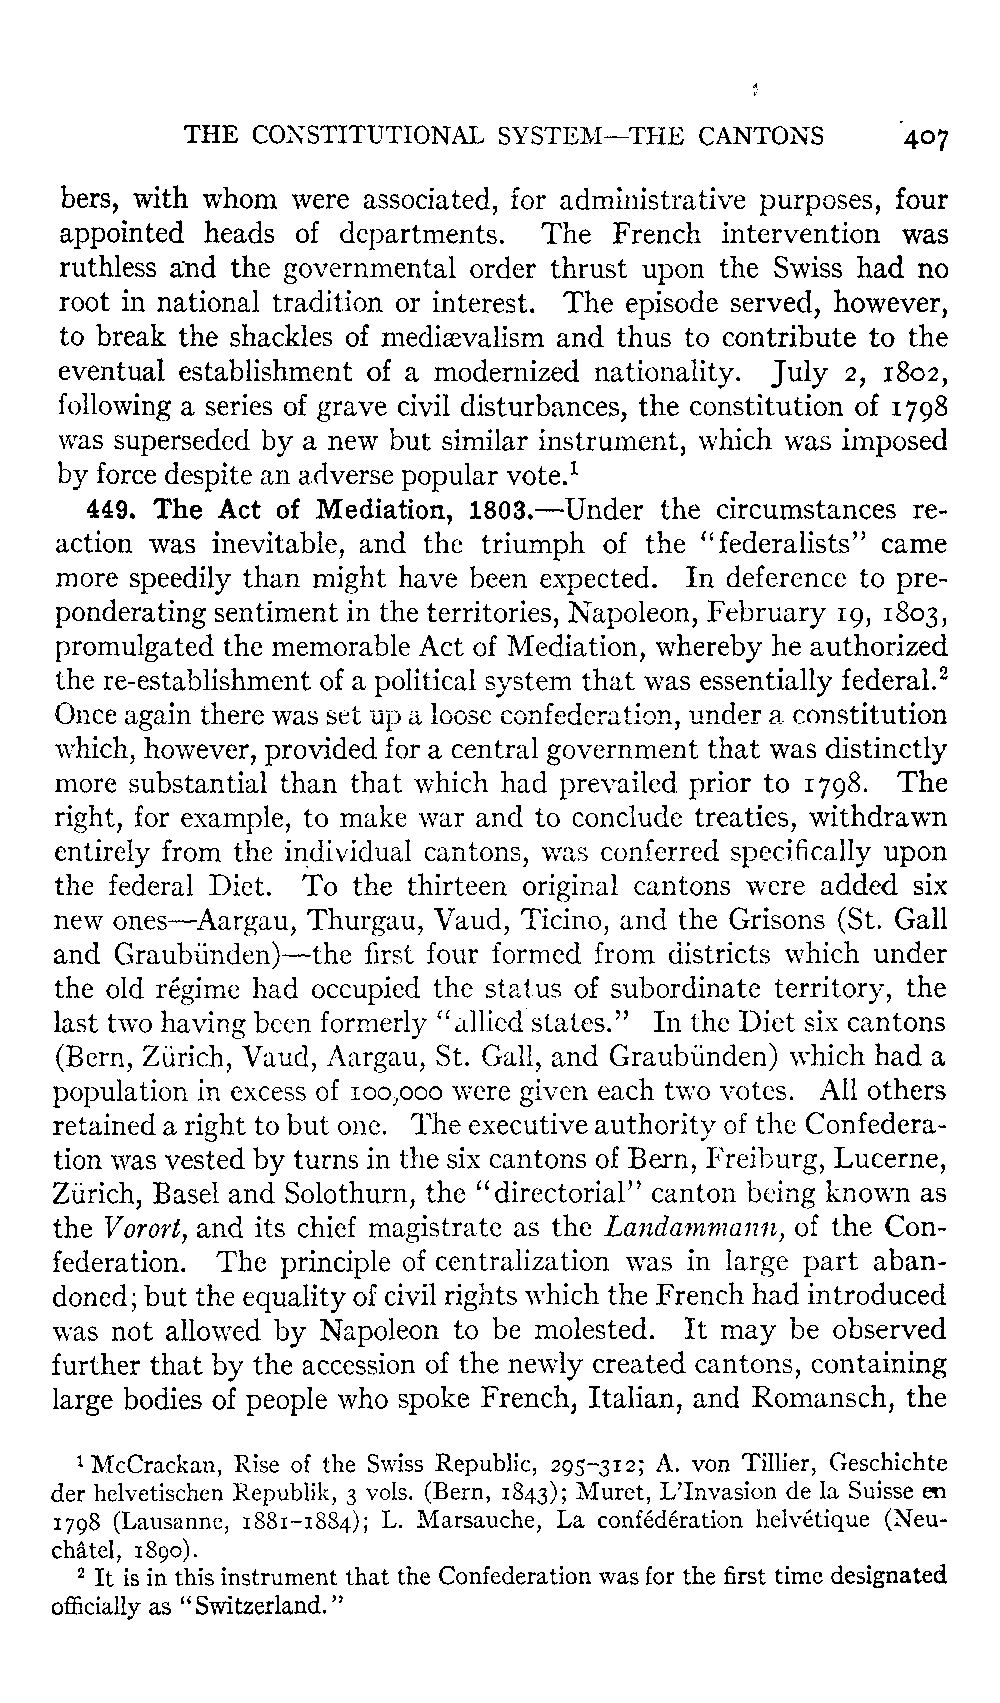 THE CONSTITUTIONAL SYSTEM—THE CANTONS 407
bers, with whom were associated, for administrative purposes, four
appointed heads of departments. The French intervention was
ruthless and the governmental order thrust upon the Swiss had no
root in national tradition or interest. The episode served, however,
to break the shackles of mediævalism and thus to contribute to the
eventual establishment of a modernized nationality. July 2, 1802,
following a series of grave civil disturbances, the constitution of 1798
was superseded by a new but similar instrument, which was imposed
by force despite an adverse popular vote.¹
449. The Act of Mediation, 1803.—Under the circumstances re-
action was inevitable, and the triumph of the "federalists" came
more speedily than might have been expected. In deference to pre-
ponderating sentiment in the territories, Napoleon, February 19, 1803,
promulgated the memorable Act of Mediation, whereby he authorized
the re-establishment of a political system that was essentially federal.²
Once again there was set up a loose confederation, under a constitution
which, however, provided for a central government that was distinctly
more substantial than that which had prevailed prior to 1798. The
right, for example, to make war and to conclude treaties, withdrawn
entirely from the individual cantons, was conferred specifically upon
the federal Diet. To the thirteen original cantons were added six
new ones—Aargau, Thurgau, Vaud, Ticino, and the Grisons (St. Gall
and Graubünden)—the first four formed from districts which under
the old régime had occupied the status of subordinate territory, the
last two having been formerly "allied states." In the Diet six cantons
(Bern, Zürich, Vaud, Aargau, St. Gall, and Graubünden) which had a
population in excess of 100,000 were given each two votes. All others
retained a right to but one. The executive authority of the Confedera-
tion was vested by turns in the six cantons of Bern, Freiburg, Lucerne,
Zürich, Basel and Solothurn, the "directorial" canton being known as
the Vorort, and its chief magistrate as the Landammann, of the Con-
federation. The principle of centralization was in large part aban-
doned; but the equality of civil rights which the French had introduced
was not allowed by Napoleon to be molested. It may be observed
further that by the accession of the newly created cantons, containing
large bodies of people who spoke French, Italian, and Romansch, the
¹ McCrackan, Rise of the Swiss Republic, 295–312; A. von Tillier, Geschichte
der helvetischen Republik, 3 vols. (Bern, 1843); Muret, L'Invasion de la Suisse en
1798 (Lausanne, 1881–1884); L. Marsauche, La confédération helvétique (Neu-
châtel, 1890).
² It is in this instrument that the Confederation was for the first time designated
officially as "Switzerland."